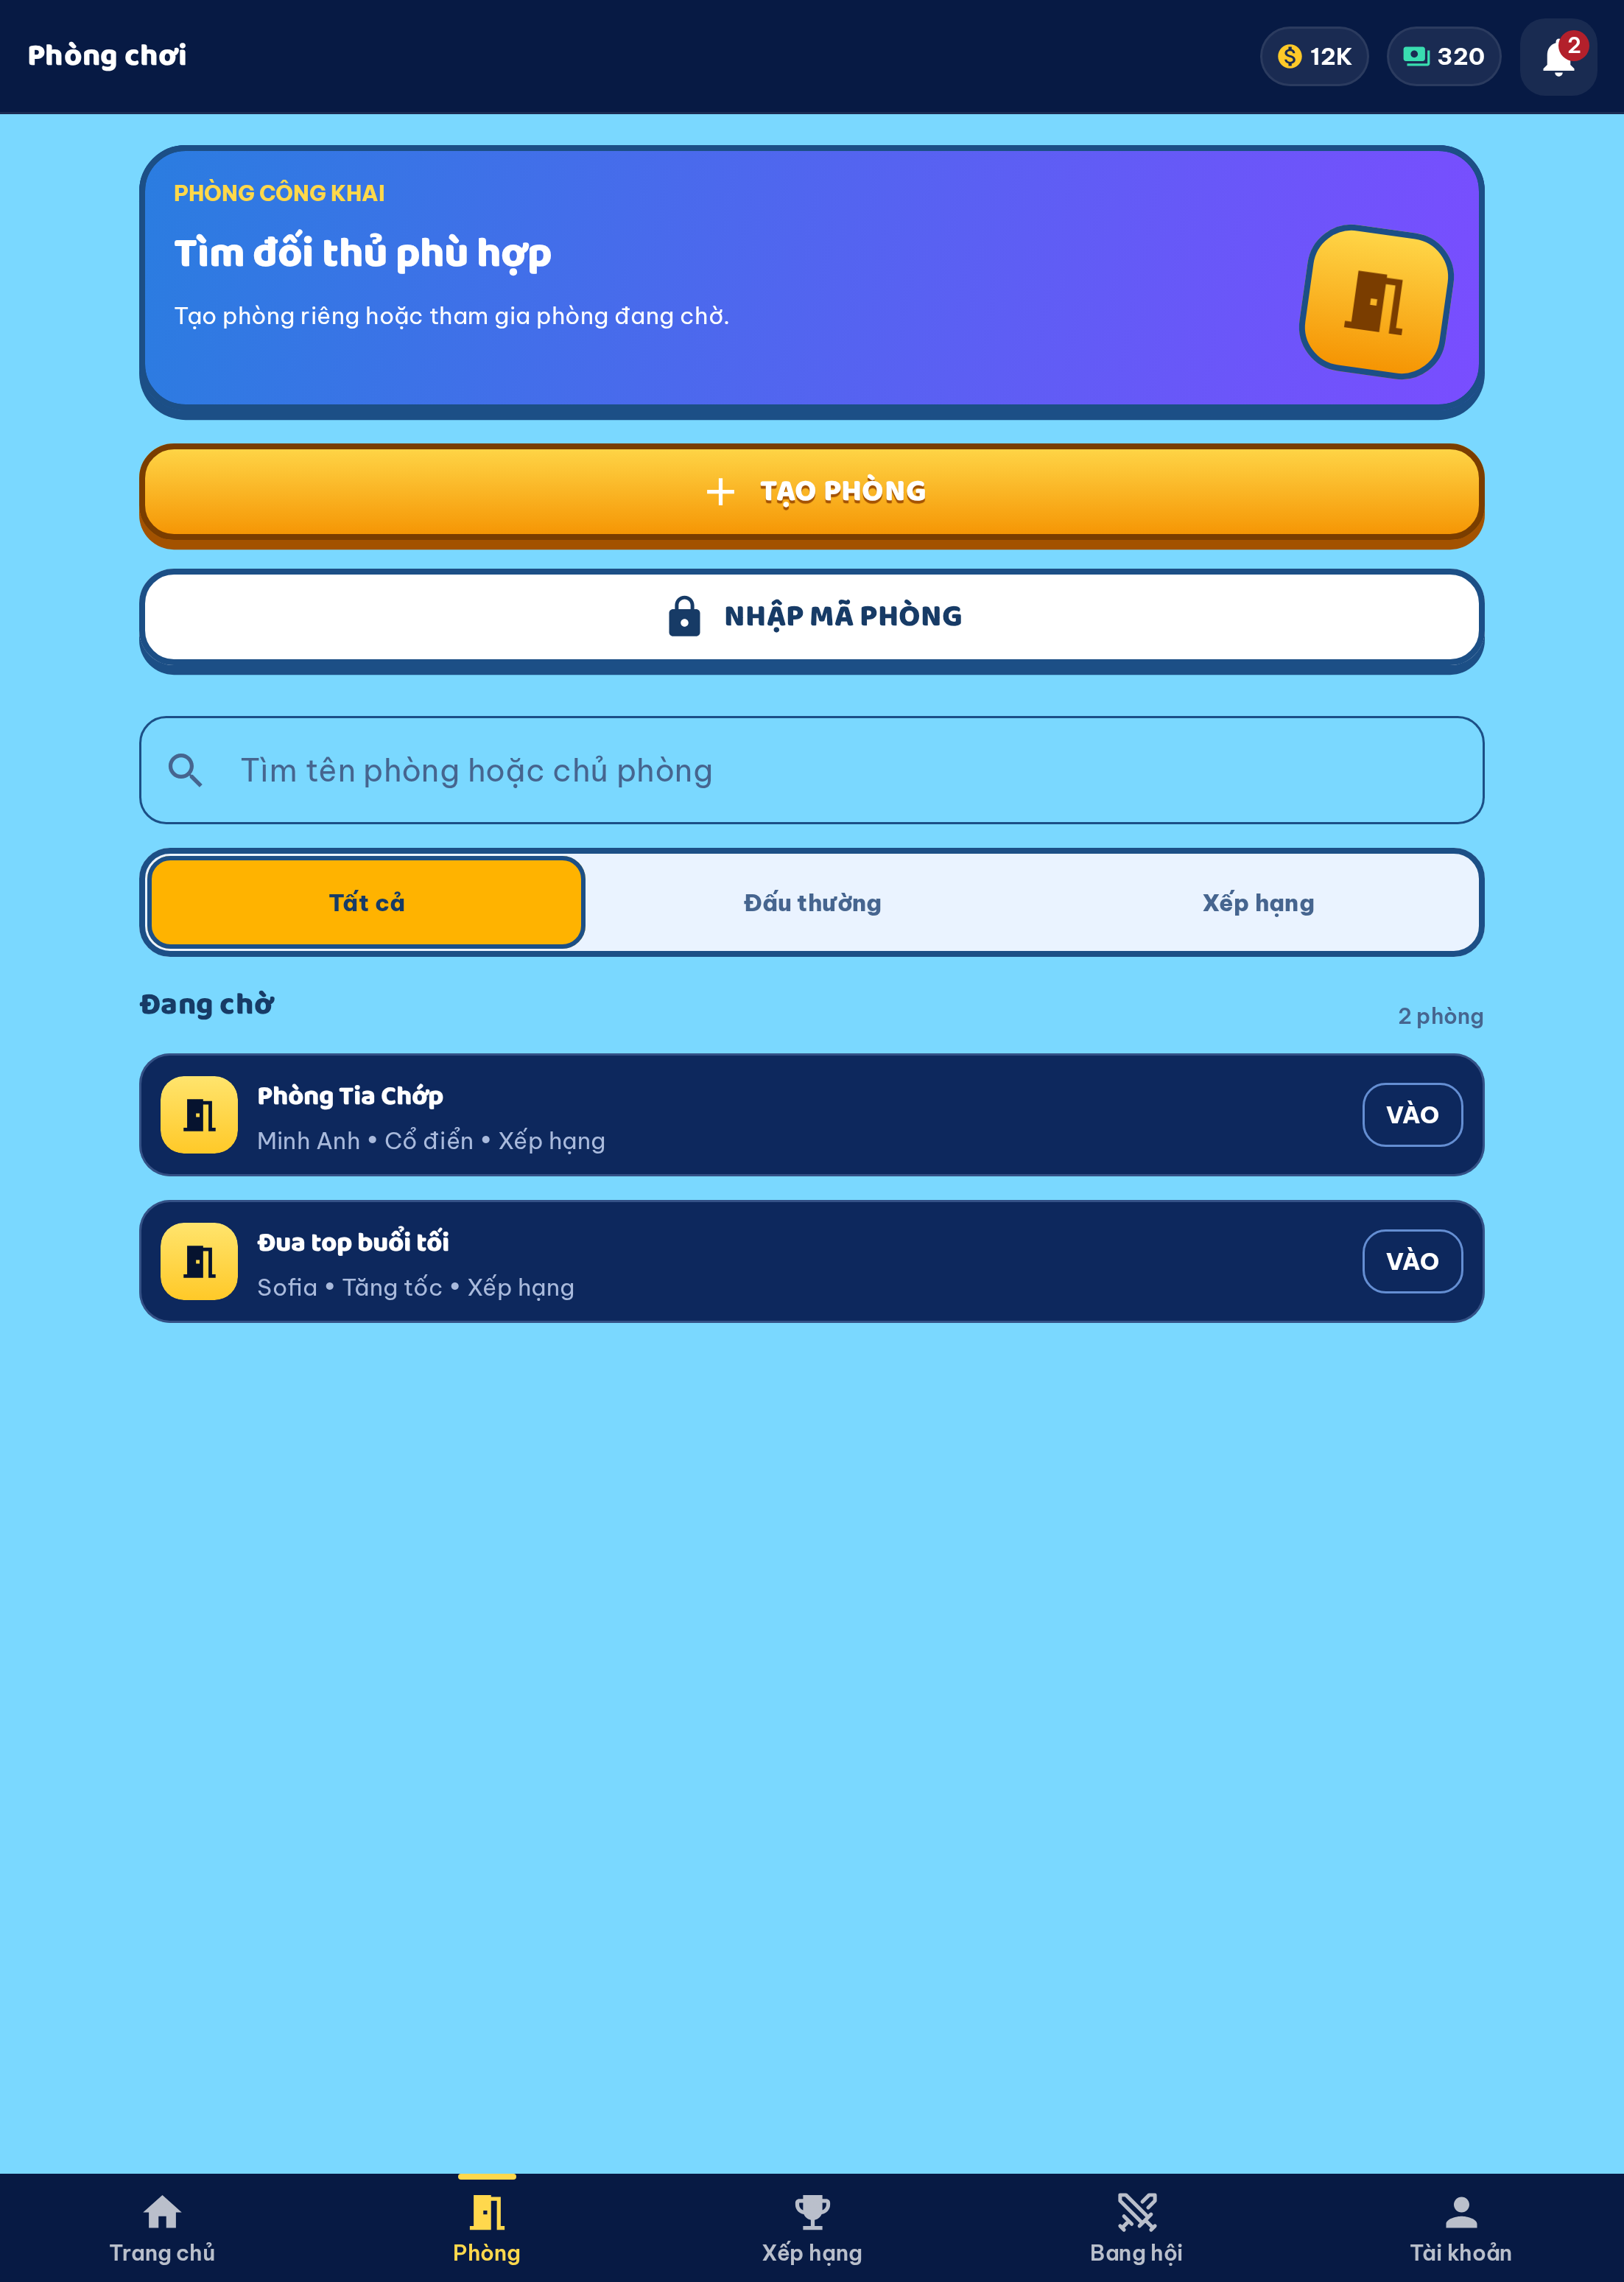 Phòng chơi
12K
320
2
PHÒNG CÔNG KHAI
Tìm đối thủ phù hợp
Tạo phòng riêng hoặc tham gia phòng đang chờ.
TẠO PHÒNG
NHẬP MÃ PHÒNG
Tìm tên phòng hoặc chủ phòng
Tất cả
Đấu thường
Xếp hạng
Đang chờ
2 phòng
Phòng Tia Chớp
Minh Anh • Cổ điển • Xếp hạng
VÀO
Đua top buổi tối
Sofia • Tăng tốc • Xếp hạng
VÀO
Trang chủ
Phòng
Xếp hạng
Bang hội
Tài khoản